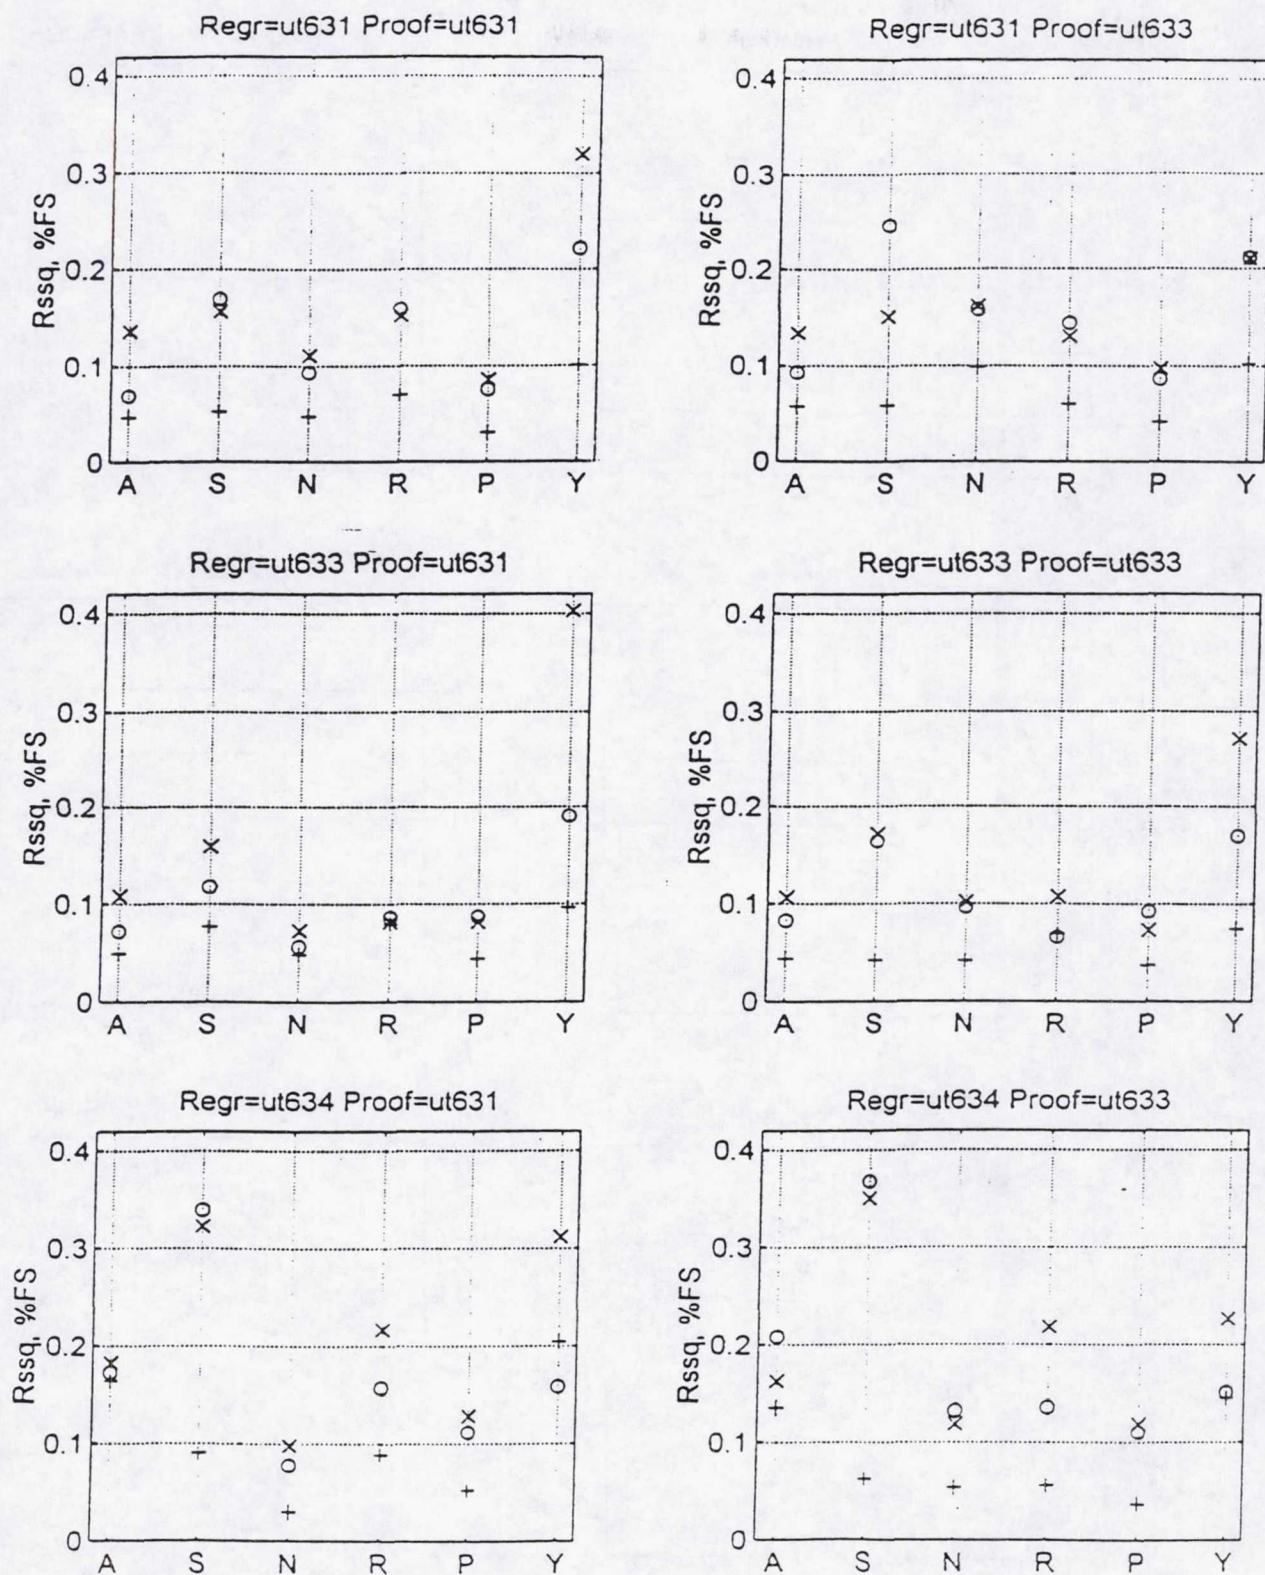 Regr=ut631 Proof=ut631
Rssq, %FS
0.4
0.3
0.2
0.1
0
A S N R P Y
Regr=ut631 Proof=ut633
Rssq, %FS
0.4
0.3
0.2
0.1
0
A S N R P Y
Regr=ut633 Proof=ut631
Rssq, %FS
0.4
0.3
0.2
0.1
0
A S N R P Y
Regr=ut633 Proof=ut633
Rssq, %FS
0.4
0.3
0.2
0.1
0
A S N R P Y
Regr=ut634 Proof=ut631
Rssq, %FS
0.4
0.3
0.2
0.1
0
A S N R P Y
Regr=ut634 Proof=ut633
Rssq, %FS
0.4
0.3
0.2
0.1
0
A S N R P Y